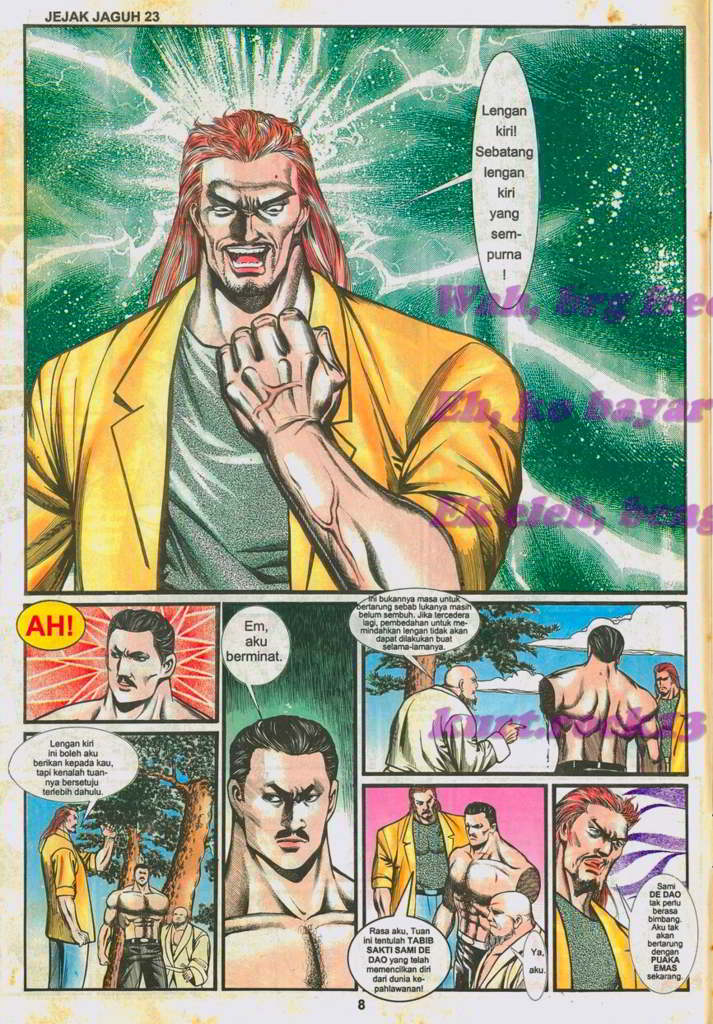 JEJAK JAGUH 23
Lengan
kiri!
Sebatang
lengan
kiri
yang
sem-
purna
!
Wah, brg free
Eh, ko bayar
Ek eleh, bang
AH!
Em,
aku
berminat.
Ini bukannya masa untuk
bertarung sebab lukanya masih
belum sembuh. Jika tercedera
lagi, pembedahan untuk me-
mindahkan lengan tidak akan
dapat dilakukan buat
selama-lamanya.
kurt.rock13
Lengan kiri
ini boleh aku
berikan kepada kau,
tapi kenalah tuan-
nya bersetuju
terlebih dahulu.
Rasa aku, Tuan
ini tentulah TABIB
SAKTI SAMI DE
DAO yang telah
memencilkan diri
dari dunia ke-
pahlawanan!
Ya,
aku.
Sami
DE DAO
tak perlu
berasa
bimbang.
Aku tak
akan
bertarung
dengan
PUAKA
EMAS
sekarang.
8